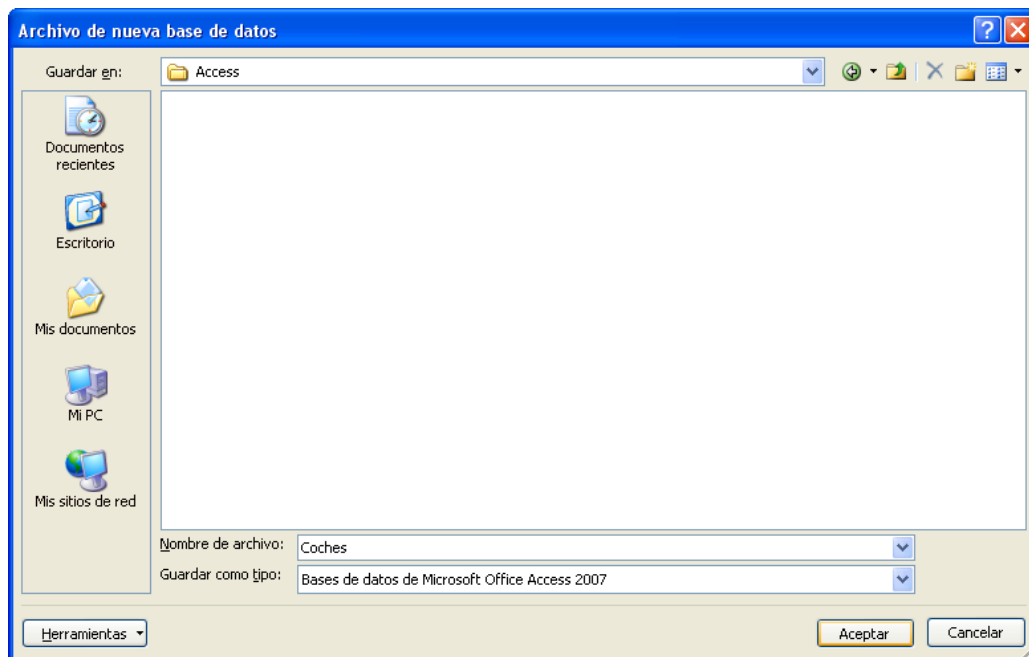 Archivo de nueva base de datos
Guardar en:
Access
Documentos
recientes
Escritorio
Mis documentos
Mi PC
Mis sitios de red
Nombre de archivo:
Coches
Guardar como tipo:
Bases de datos de Microsoft Office Access 2007
Herramientas
Aceptar
Cancelar